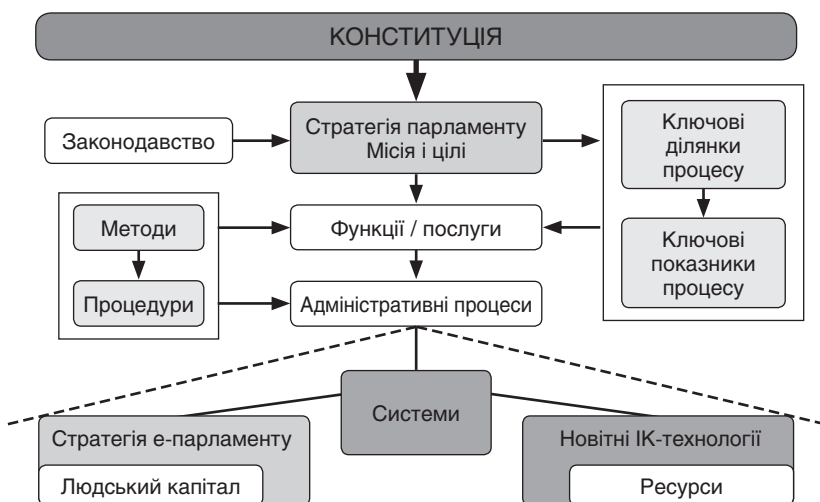 КОНСТИТУЦІЯ
Законодавство
Стратегія парламенту
Місія і цілі
Ключові
ділянки
процесу
Методи
Функції / послуги
Ключові
показники
процесу
Процедури
Адміністративні процеси
Системи
Стратегія е-парламенту
Людський капітал
Новітні ІК-технології
Ресурси